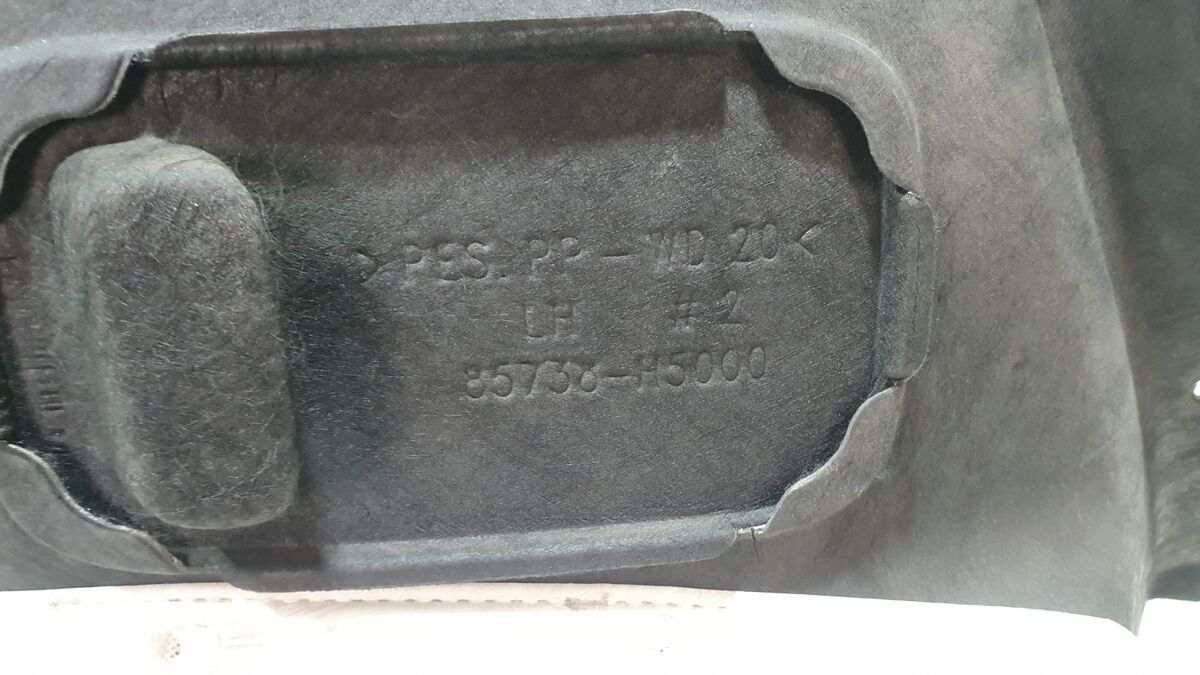 >PES. PP-WD 20<
LH #2
85738-H5000